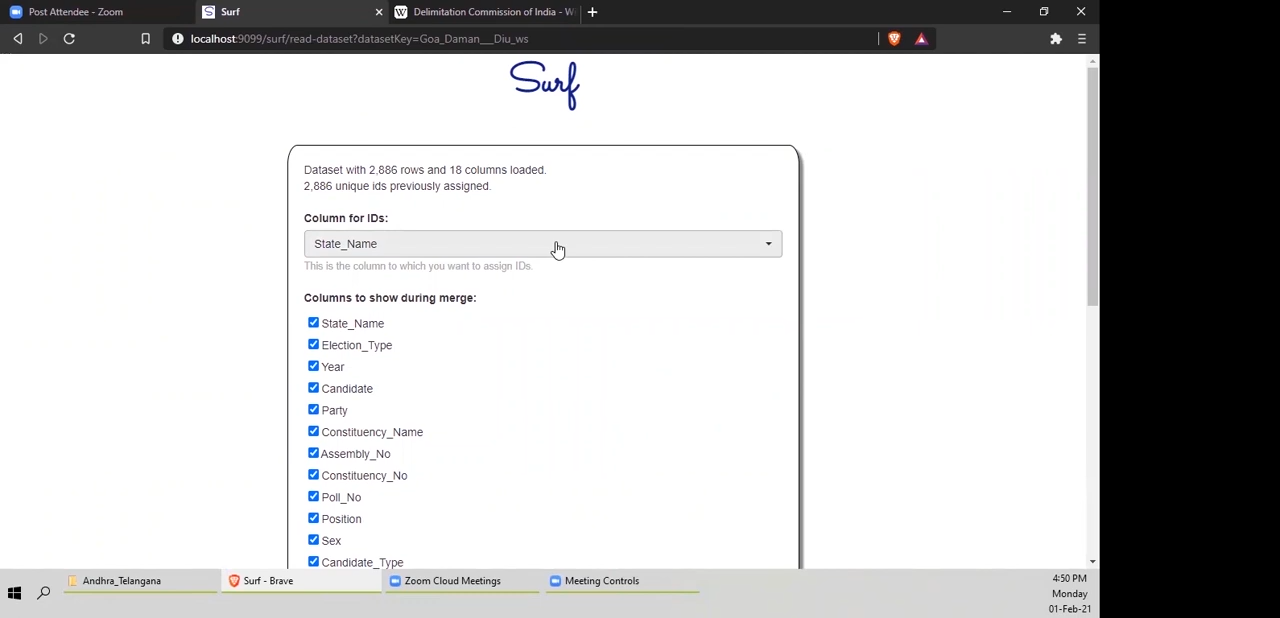 Post Attendee - Zoom
Surf
Delimitation Commission of India - W
localhost:9099/surf/read-dataset?datasetKey=Goa_Daman___Diu_ws
Surf
Dataset with 2,886 rows and 18 columns loaded.
2,886 unique ids previously assigned.
Column for IDs:
State_Name
This is the column to which you want to assign IDs.
Columns to show during merge:
State_Name
Election_Type
Year
Candidate
Party
Constituency_Name
Assembly_No
Constituency_No
Poll_No
Position
Sex
Candidate_Type
Andhra_Telangana
Surf - Brave
Zoom Cloud Meetings
Meeting Controls
4:50 PM
Monday
01-Feb-21